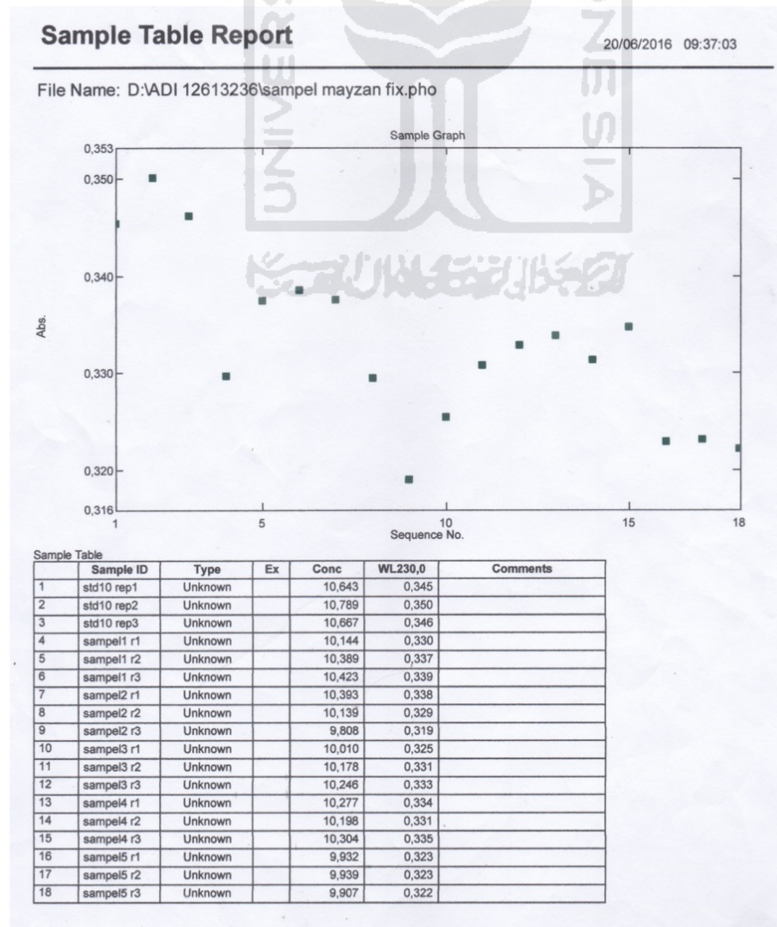 Sample Table Report
20/06/2016 09:37:03
File Name: D:\ADI 12613236\sampel mayzan fix.pho
Sample Graph
0,353
0,350
0,340
0,330
0,320
0,316
Abs.
1 5 10 15 18
Sequence No.
Sample Table
Sample ID Type Ex Conc WL230,0 Comments
1 std10 rep1 Unknown 10,643 0,345
2 std10 rep2 Unknown 10,789 0,350
3 std10 rep3 Unknown 10,667 0,346
4 sampel1 r1 Unknown 10,144 0,330
5 sampel1 r2 Unknown 10,389 0,337
6 sampel1 r3 Unknown 10,423 0,339
7 sampel2 r1 Unknown 10,393 0,338
8 sampel2 r2 Unknown 10,139 0,329
9 sampel2 r3 Unknown 9,808 0,319
10 sampel3 r1 Unknown 10,010 0,325
11 sampel3 r2 Unknown 10,178 0,331
12 sampel3 r3 Unknown 10,246 0,333
13 sampel4 r1 Unknown 10,277 0,334
14 sampel4 r2 Unknown 10,198 0,331
15 sampel4 r3 Unknown 10,304 0,335
16 sampel5 r1 Unknown 9,932 0,323
17 sampel5 r2 Unknown 9,939 0,323
18 sampel5 r3 Unknown 9,907 0,322